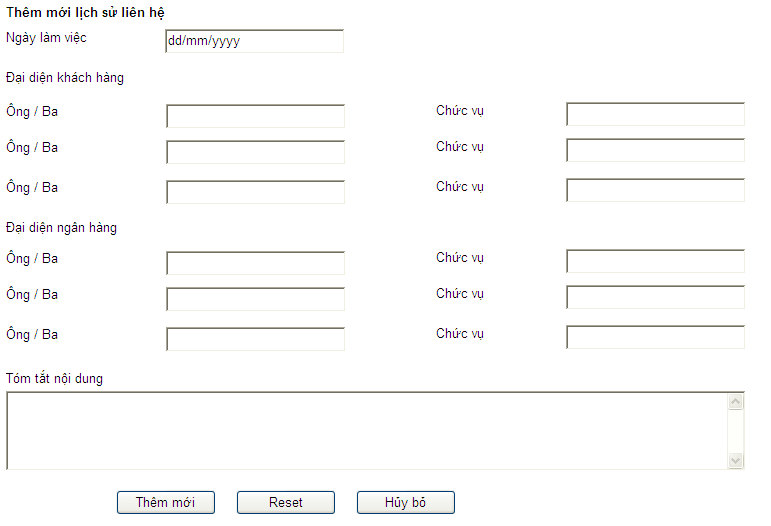 Thêm mới lịch sử liên hệ
Ngày làm việc dd/mm/yyyy
Đại diện khách hàng
Ông / Ba Chức vụ
Ông / Ba Chức vụ
Ông / Ba Chức vụ
Đại diện ngân hàng
Ông / Ba Chức vụ
Ông / Ba Chức vụ
Ông / Ba Chức vụ
Tóm tắt nội dung
Thêm mới Reset Hủy bỏ